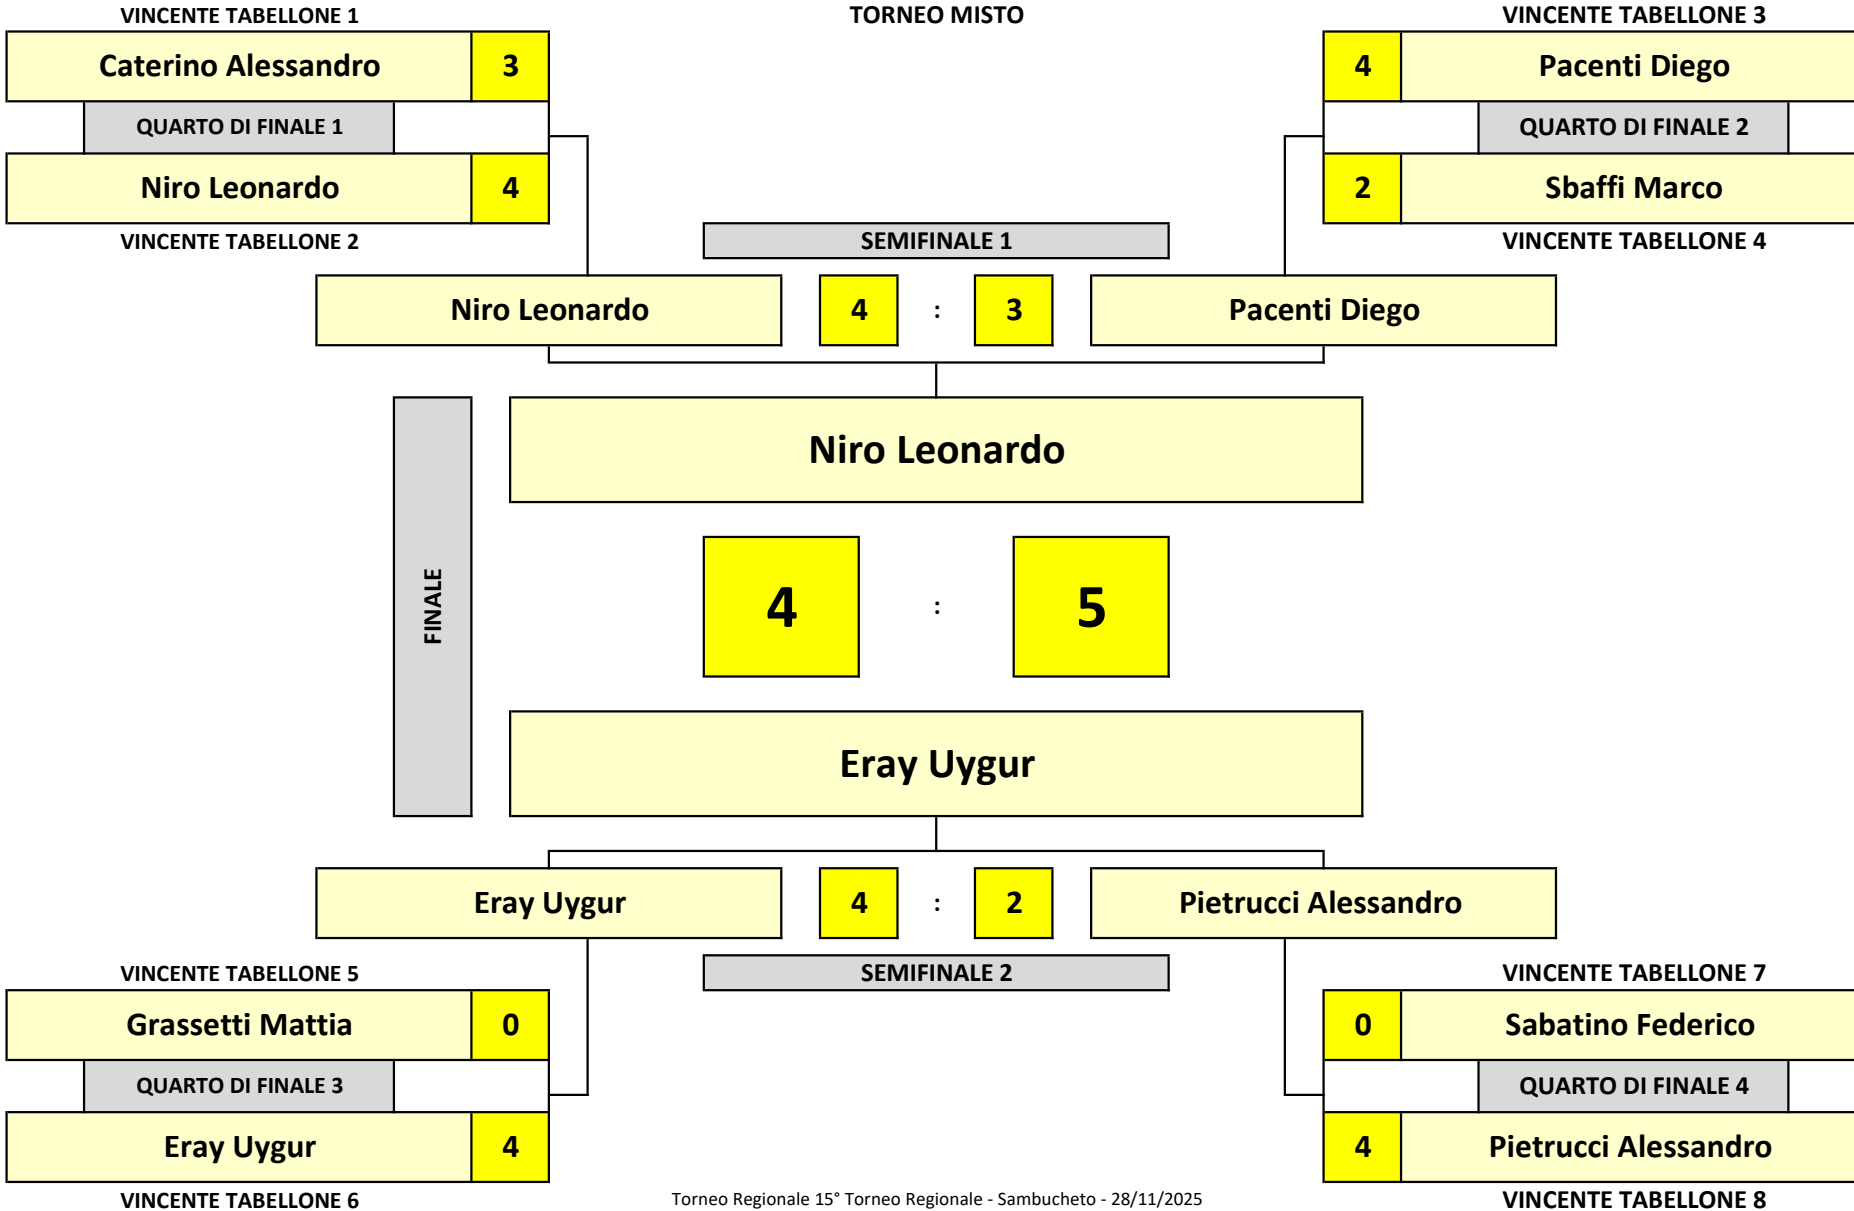 VINCENTE TABELLONE 1
TORNEO MISTO
VINCENTE TABELLONE 3
Caterino Alessandro 3
4 Pacenti Diego
QUARTO DI FINALE 1
QUARTO DI FINALE 2
Niro Leonardo 4
2 Sbaffi Marco
VINCENTE TABELLONE 2
SEMIFINALE 1
VINCENTE TABELLONE 4
Niro Leonardo 4 : 3 Pacenti Diego
Niro Leonardo
FINALE
4 : 5
Eray Uygur
Eray Uygur 4 : 2 Pietrucci Alessandro
VINCENTE TABELLONE 5
SEMIFINALE 2
VINCENTE TABELLONE 7
Grassetti Mattia 0
0 Sabatino Federico
QUARTO DI FINALE 3
QUARTO DI FINALE 4
Eray Uygur 4
4 Pietrucci Alessandro
VINCENTE TABELLONE 6
Torneo Regionale 15° Torneo Regionale - Sambucheto - 28/11/2025
VINCENTE TABELLONE 8